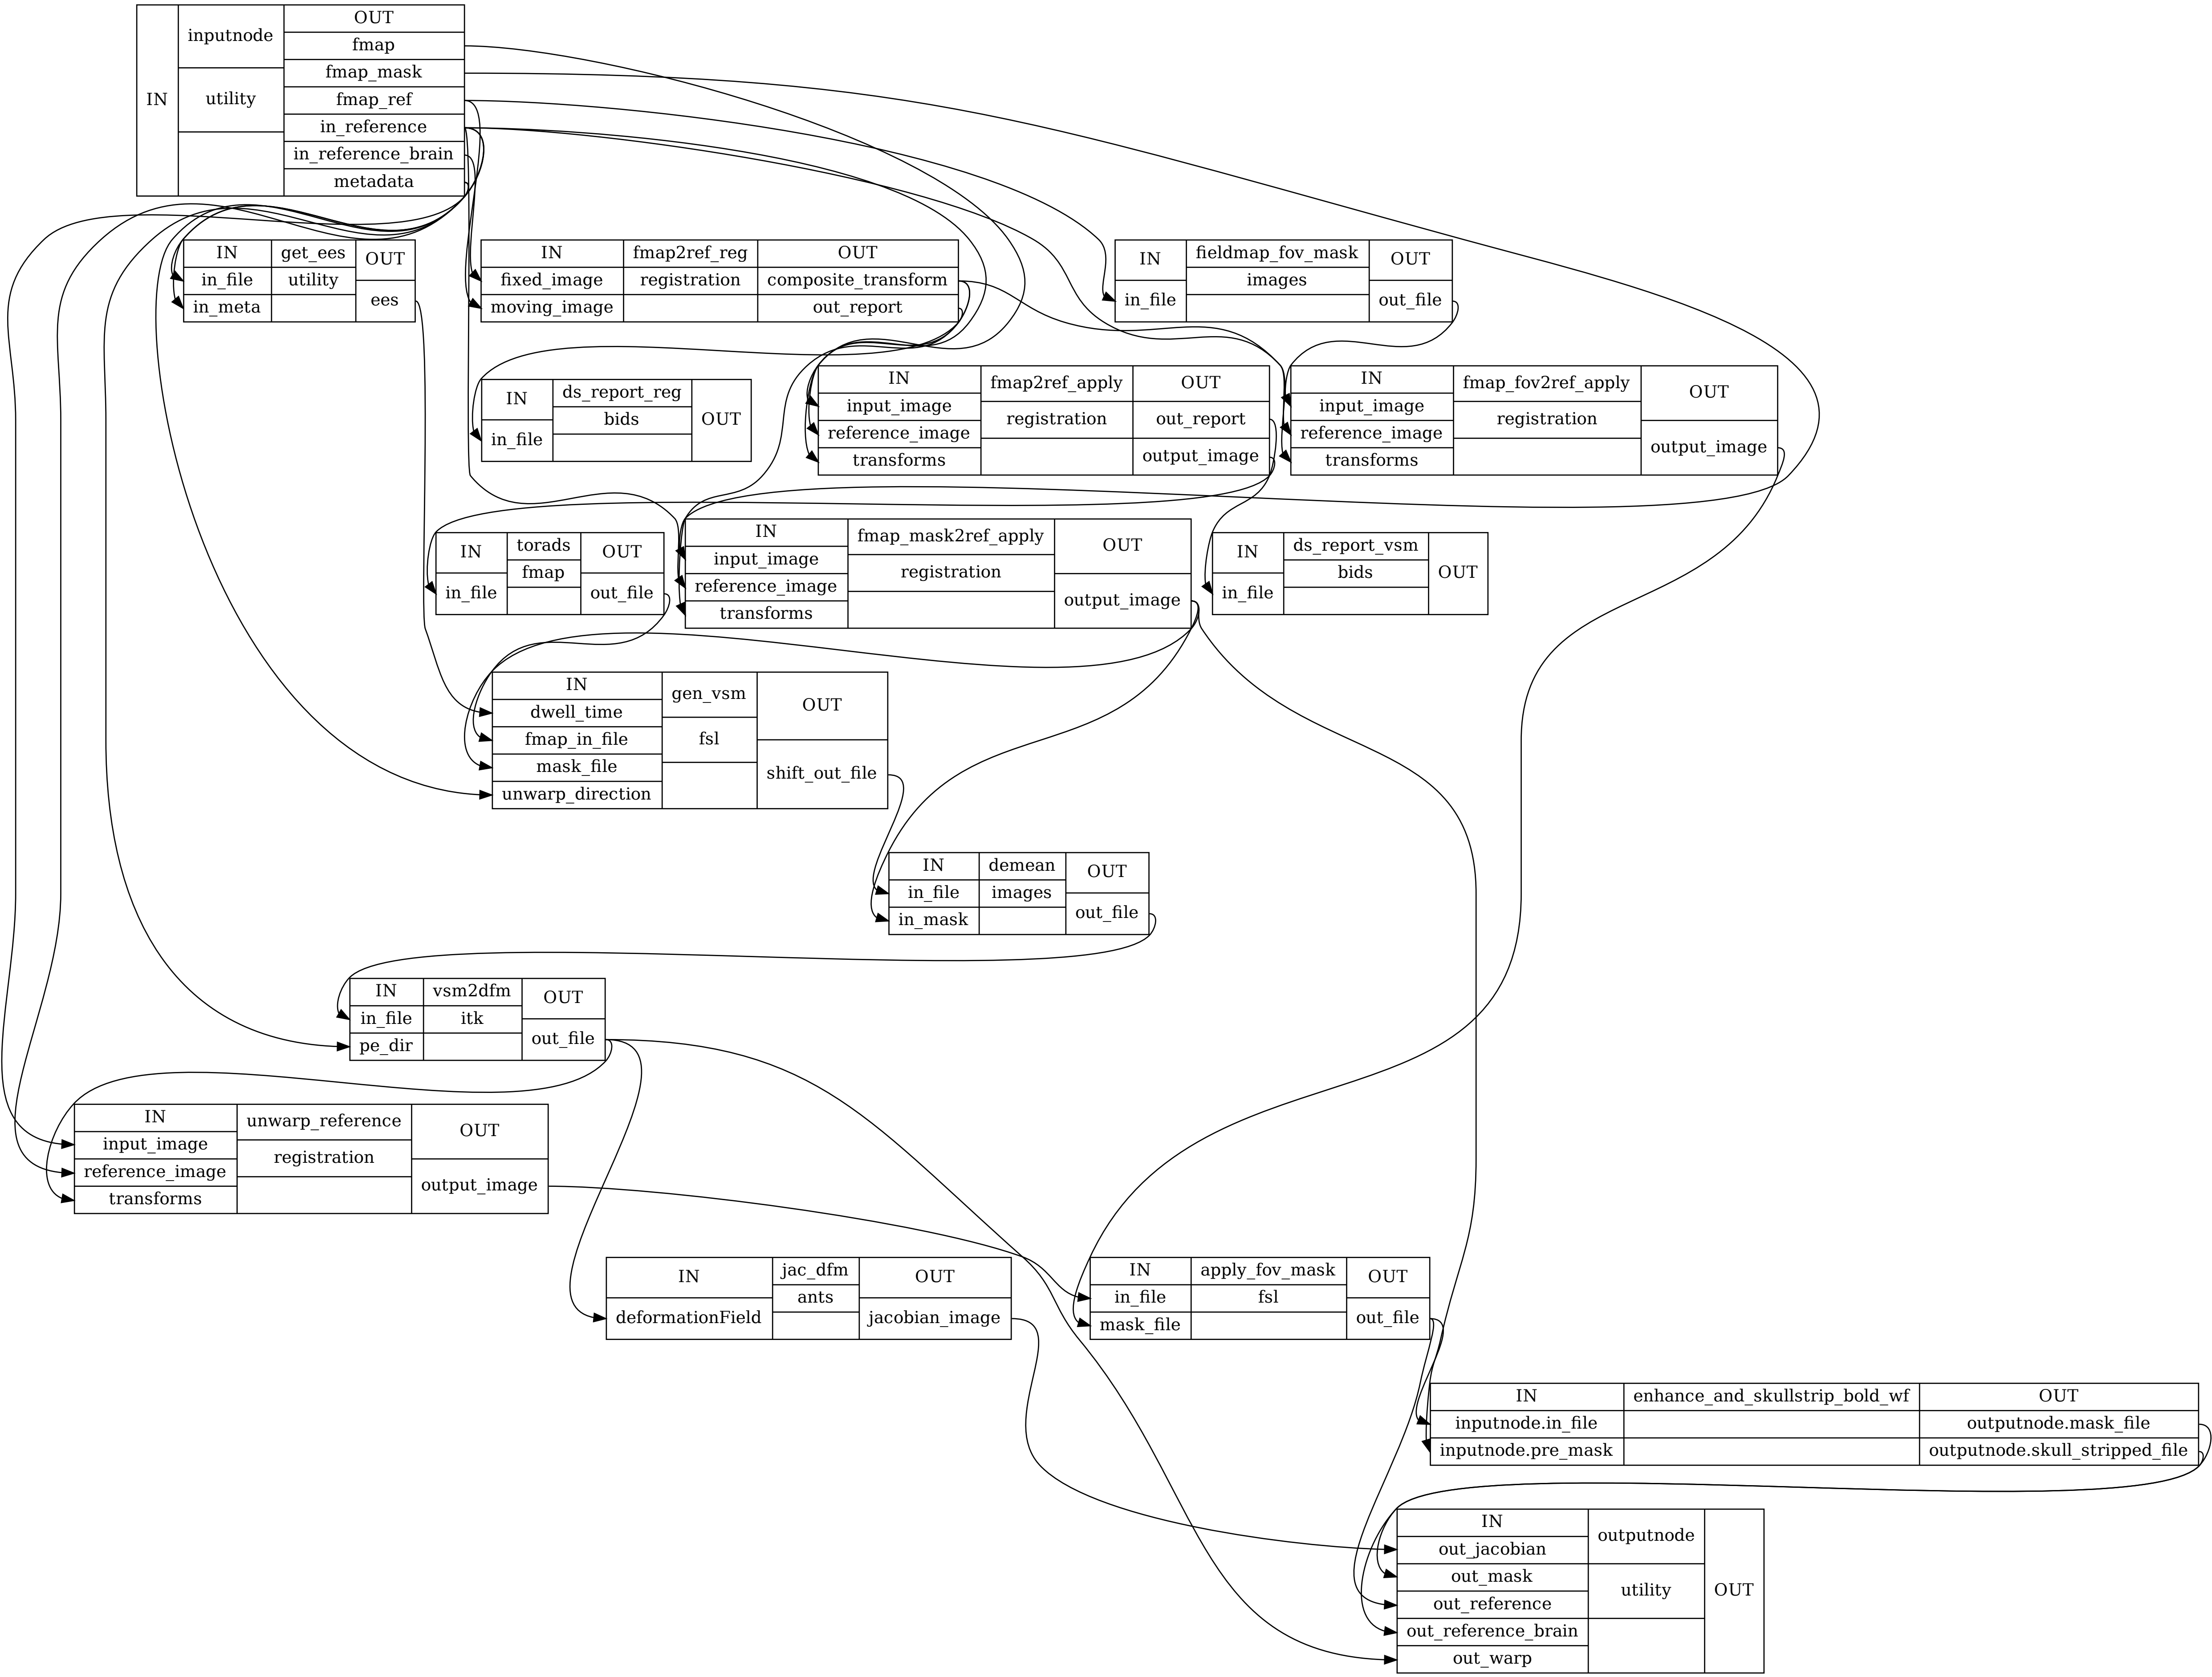 IN
inputnode
utility
OUT
fmap
fmap_mask
fmap_ref
in_reference
in_reference_brain
metadata
IN
in_file
in_meta
get_ees
utility
OUT
ees
IN
fixed_image
moving_image
fmap2ref_reg
registration
OUT
composite_transform
out_report
IN
in_file
fieldmap_fov_mask
images
OUT
out_file
IN
in_file
ds_report_reg
bids
OUT
IN
input_image
reference_image
transforms
fmap2ref_apply
registration
OUT
out_report
output_image
IN
input_image
reference_image
transforms
fmap_fov2ref_apply
registration
OUT
output_image
IN
in_file
torads
fmap
OUT
out_file
IN
input_image
reference_image
transforms
fmap_mask2ref_apply
registration
OUT
output_image
IN
in_file
ds_report_vsm
bids
OUT
IN
dwell_time
fmap_in_file
mask_file
unwarp_direction
gen_vsm
fsl
OUT
shift_out_file
IN
in_file
in_mask
demean
images
OUT
out_file
IN
in_file
pe_dir
vsm2dfm
itk
OUT
out_file
IN
input_image
reference_image
transforms
unwarp_reference
registration
OUT
output_image
IN
deformationField
jac_dfm
ants
OUT
jacobian_image
IN
in_file
mask_file
apply_fov_mask
fsl
OUT
out_file
IN
inputnode.in_file
inputnode.pre_mask
enhance_and_skullstrip_bold_wf
OUT
outputnode.mask_file
outputnode.skull_stripped_file
IN
out_jacobian
out_mask
out_reference
out_reference_brain
out_warp
outputnode
utility
OUT